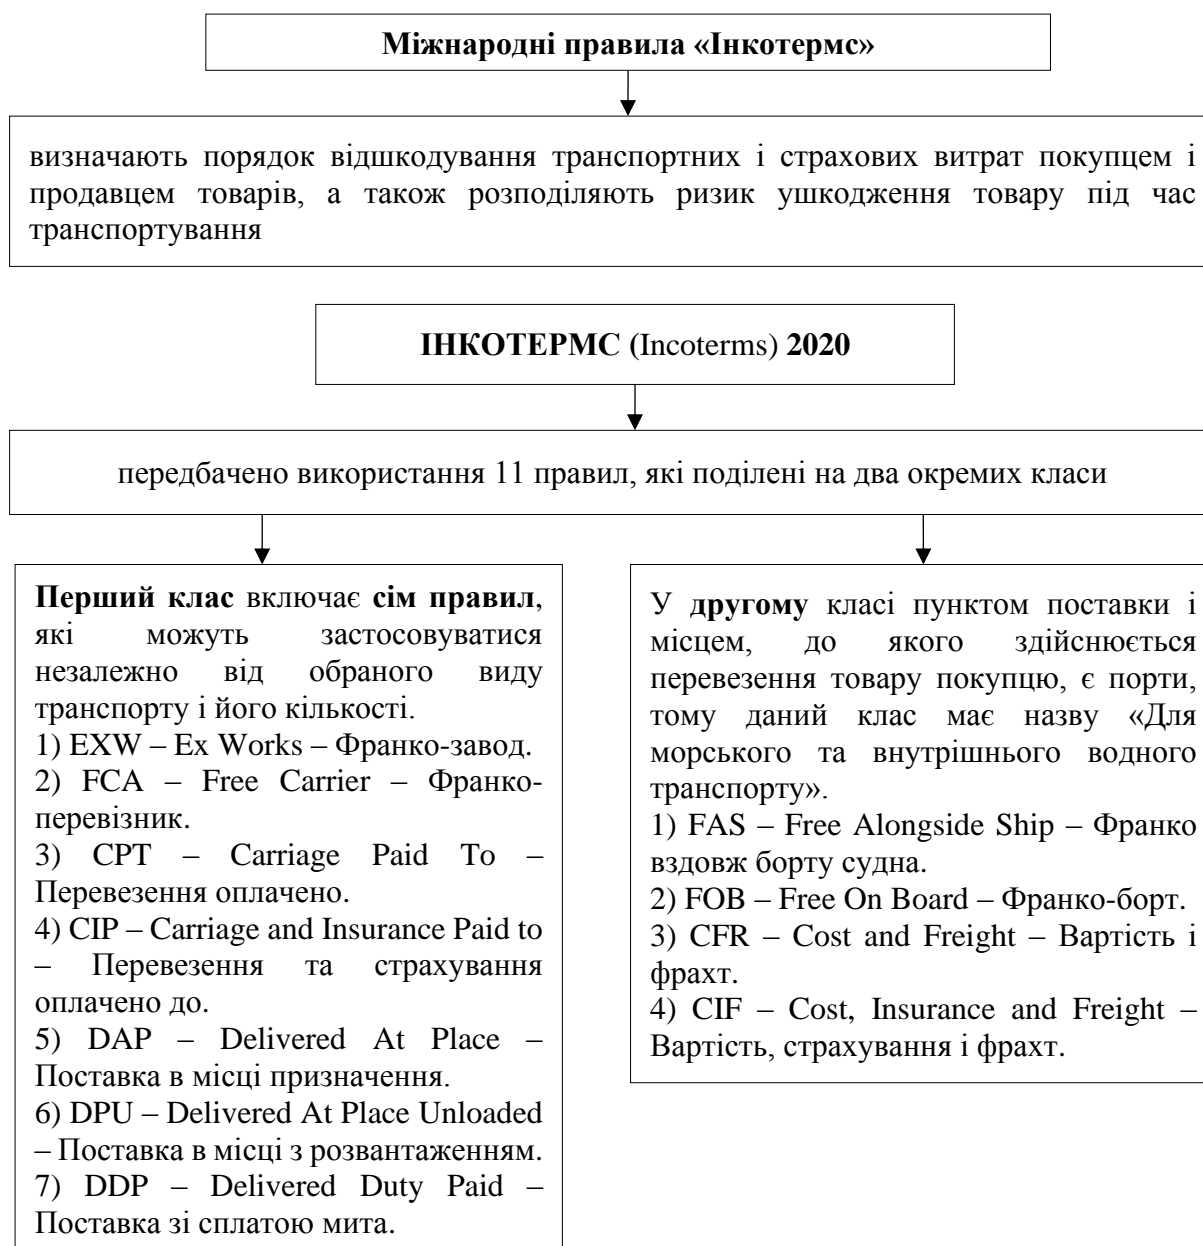 Міжнародні правила «Інкотермс»
визначають порядок відшкодування транспортних і страхових витрат покупцем і
продавцем товарів, а також розподіляють ризик ушкодження товару під час
транспортування
ІНКОТЕРМС (Incoterms) 2020
передбачено використання 11 правил, які поділені на два окремих класи
Перший клас включає сім правил,
які можуть застосовуватися
незалежно від обраного виду
транспорту і його кількості.
1) EXW – Ex Works – Франко-завод.
2) FCA – Free Carrier – Франко-
перевізник.
3) CPT – Carriage Paid To –
Перевезення оплачено.
4) CIP – Carriage and Insurance Paid to
– Перевезення та страхування
оплачено до.
5) DAP – Delivered At Place –
Поставка в місці призначення.
6) DPU – Delivered At Place Unloaded
– Поставка в місці з розвантаженням.
7) DDP – Delivered Duty Paid –
Поставка зі сплатою мита.
У другому класі пунктом поставки і
місцем, до якого здійснюється
перевезення товару покупцю, є порти,
тому даний клас має назву «Для
морського та внутрішнього водного
транспорту».
1) FAS – Free Alongside Ship – Франко
вздовж борту судна.
2) FOB – Free On Board – Франко-борт.
3) CFR – Cost and Freight – Вартість і
фрахт.
4) CIF – Cost, Insurance and Freight –
Вартість, страхування і фрахт.